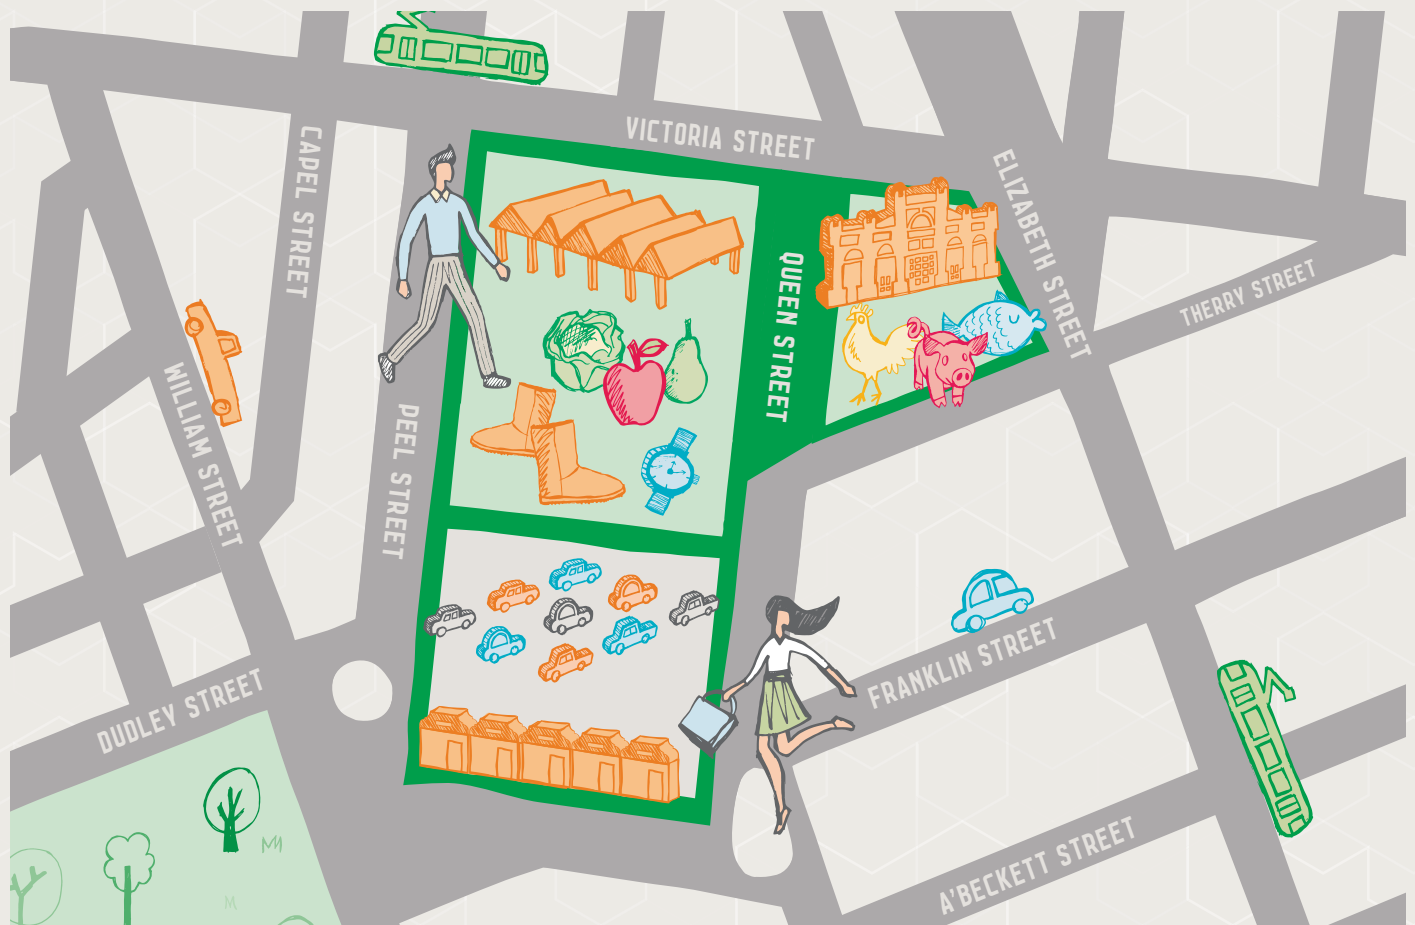 VICTORIA STREET
CAPEL STREET
ELIZABETH STREET
QUEEN STREET
THERRY STREET
WILLIAM STREET
PEEL STREET
FRANKLIN STREET
DUDLEY STREET
A'BECKETT STREET